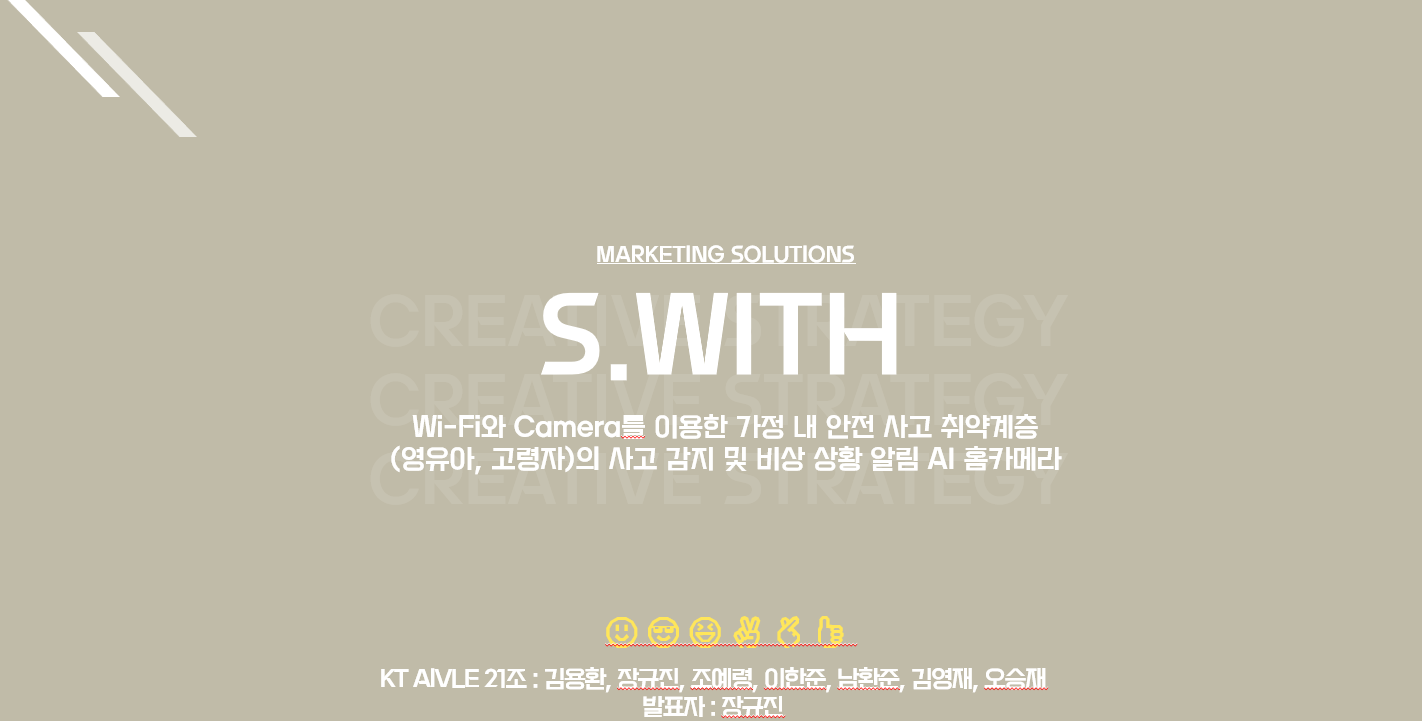 MARKETING SOLUTIONS
CREATIVE STRATEGY
S.WITH
CREATIVE STRATEGY
Wi-Fi와 Camera를 이용한 가정 내 안전 사고 취약계층
(영유아, 고령자)의 사고 감지 및 비상 상황 알림 AI 홈카메라
CREATIVE STRATEGY
KT AIVLE 21조 : 김용환, 장규진, 조예령, 이한준, 남환준, 김영재, 오승재
발표자 : 장규진